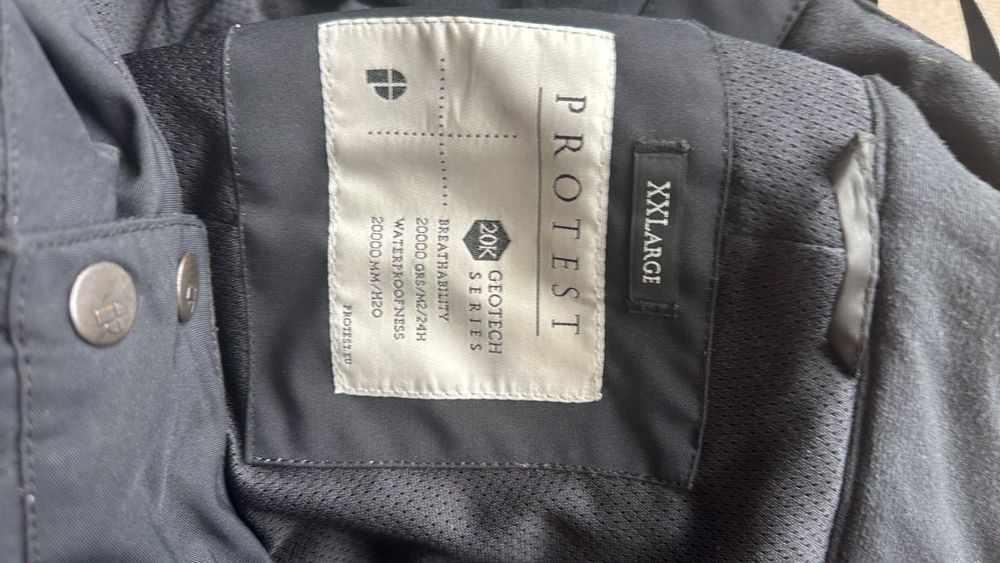 XXLARGE
PROTEST
20K GEOTECH
SERIES
BREATHABILITY
20000 GRS/M2/24H
WATERPROOFNESS
20000 MM/H2O
PROTEST.EU